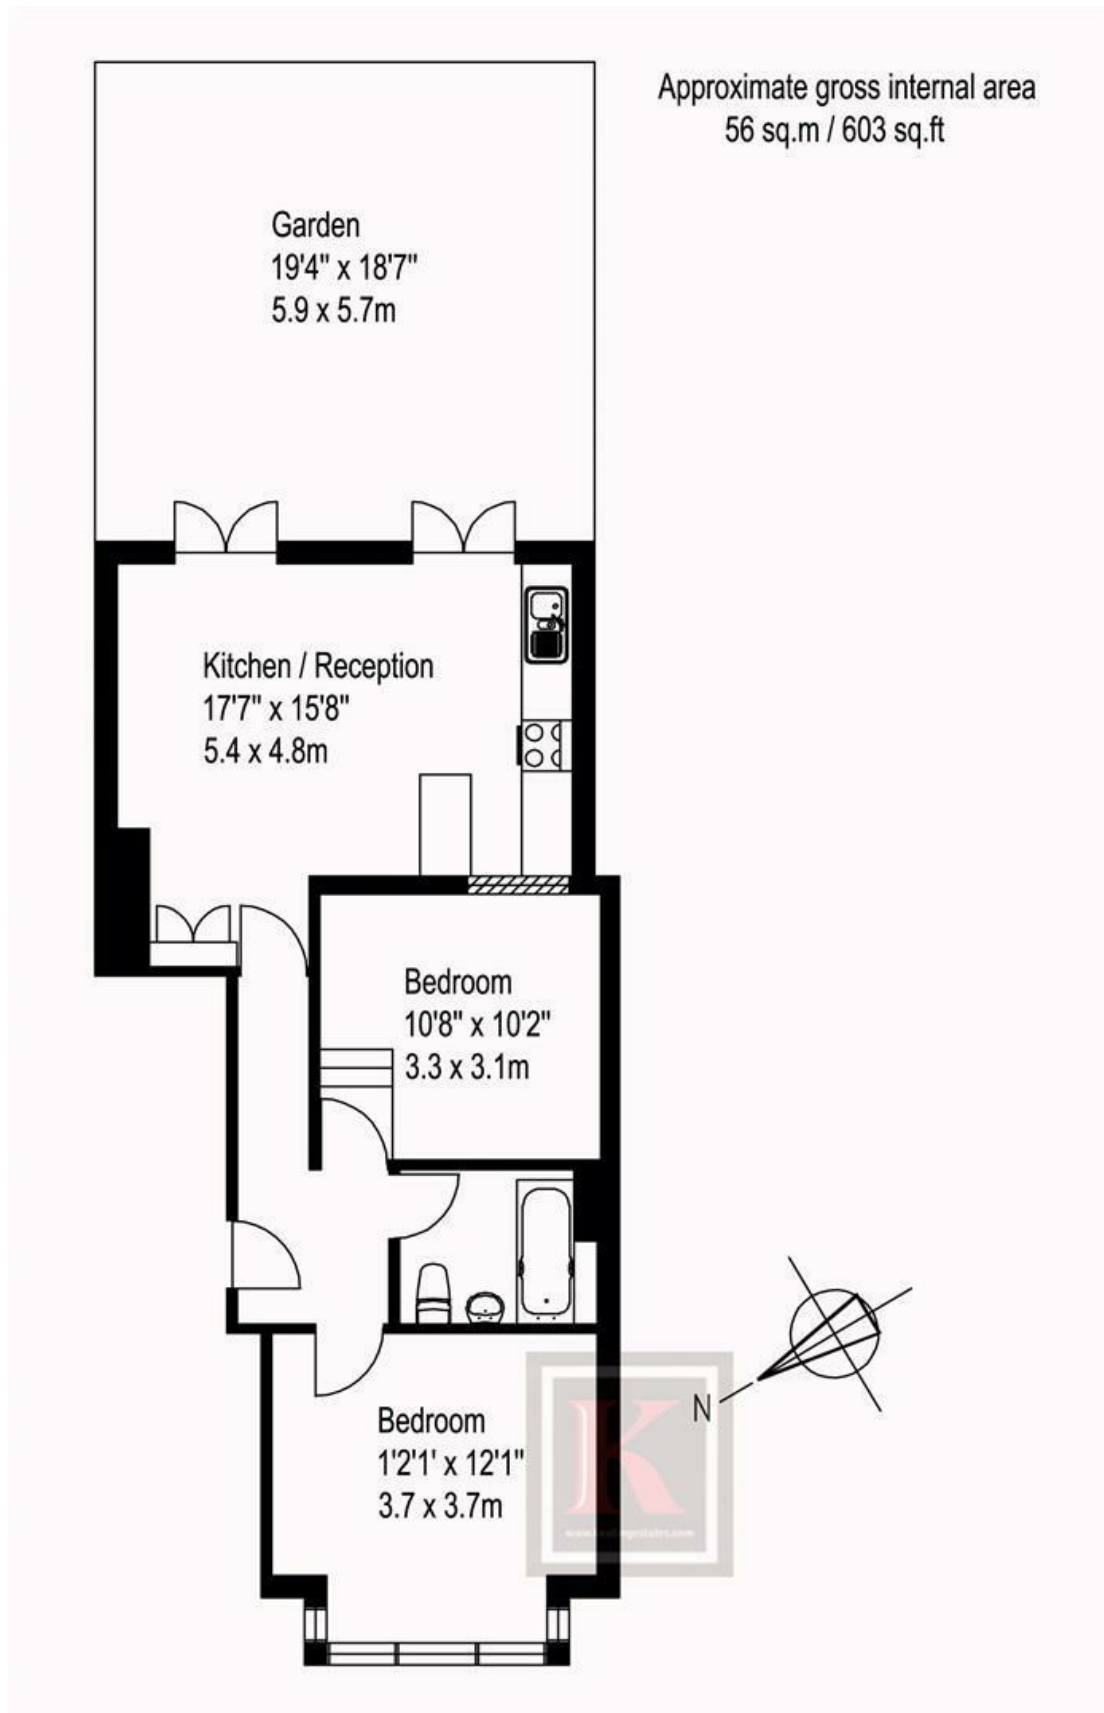 Approximate gross internal area
56 sq.m / 603 sq.ft
Garden
19'4" x 18'7"
5.9 x 5.7m
Kitchen / Reception
17'7" x 15'8"
5.4 x 4.8m
Bedroom
10'8" x 10'2"
3.3 x 3.1m
N
Bedroom
1'2'1' x 12'1"
3.7 x 3.7m
K